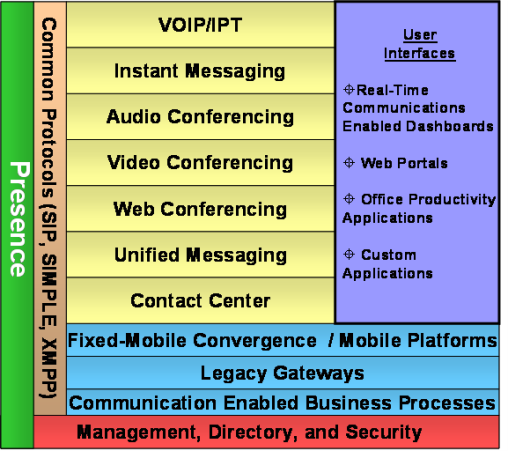 Presence
Common Protocols (SIP, SIMPLE, XMPP)
VOIP/IPT
Instant Messaging
Audio Conferencing
Video Conferencing
Web Conferencing
Unified Messaging
Contact Center
User
Interfaces
Real-Time
Communications
Enabled Dashboards
Web Portals
Office Productivity
Applications
Custom
Applications
Fixed-Mobile Convergence / Mobile Platforms
Legacy Gateways
Communication Enabled Business Processes
Management, Directory, and Security